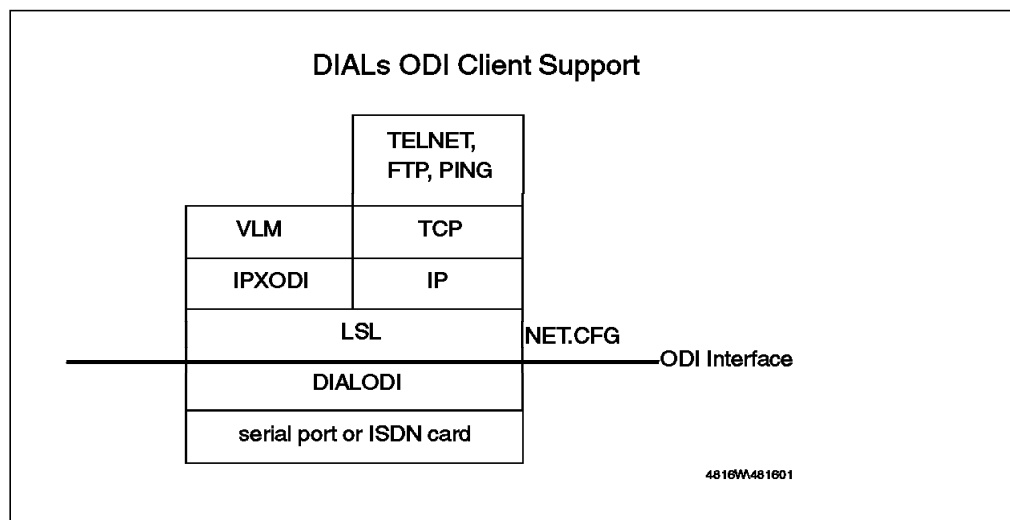 DIALs ODI Client Support
TELNET,
FTP, PING
VLM
TCP
IPXODI
IP
LSL
NET.CFG
ODI Interface
DIALODI
serial port or ISDN card
4816\481601